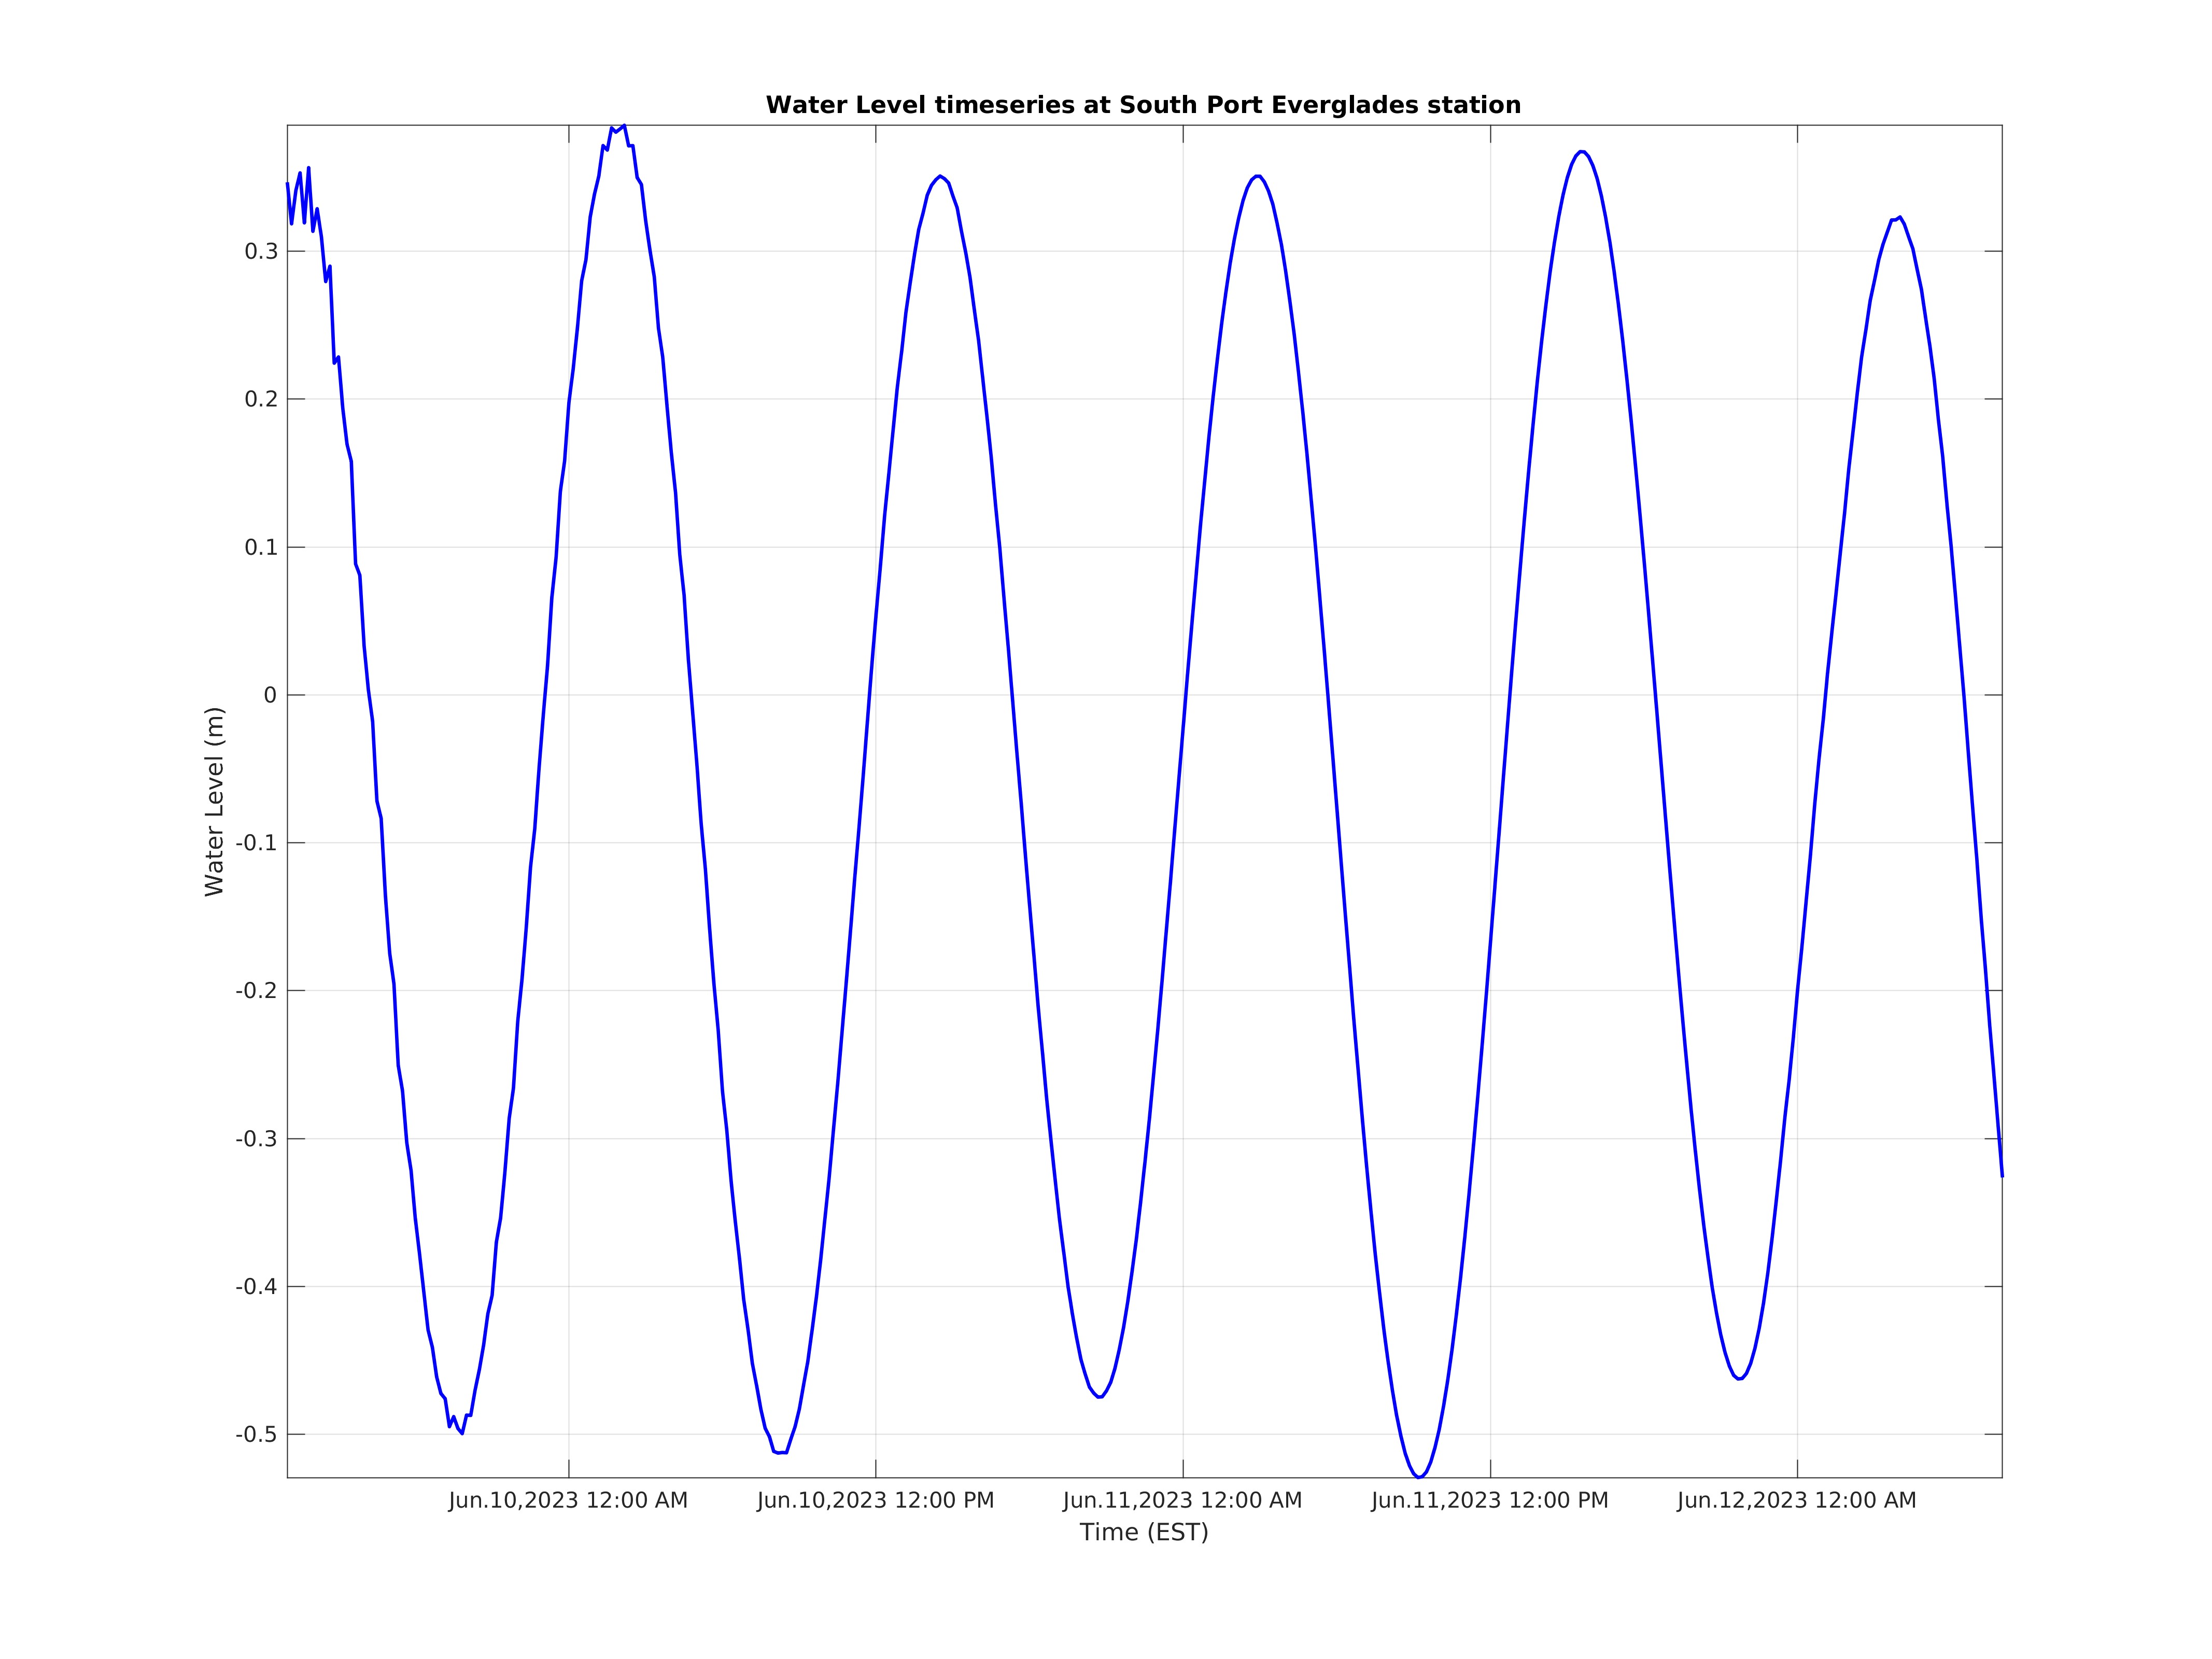 Water Level timeseries at South Port Everglades station
Water Level (m)
0.3
0.2
0.1
0
-0.1
-0.2
-0.3
-0.4
-0.5
Jun.10,2023 12:00 AM
Jun.10,2023 12:00 PM
Jun.11,2023 12:00 AM
Jun.11,2023 12:00 PM
Jun.12,2023 12:00 AM
Time (EST)